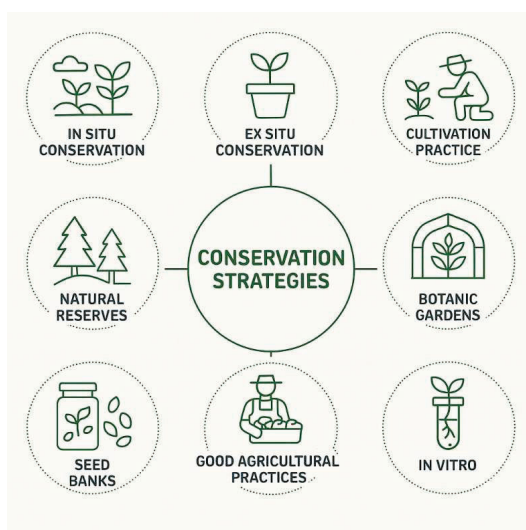 IN SITU
CONSERVATION
EX SITU
CONSERVATION
CULTIVATION
PRACTICE
NATURAL
RESERVES
CONSERVATION
STRATEGIES
BOTANIC
GARDENS
SEED
BANKS
GOOD AGRICULTURAL
PRACTICES
IN VITRO